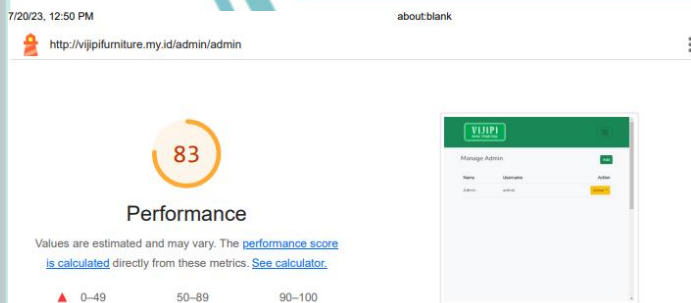 7/20/23, 12:50 PM about:blank
http://vijipifurniture.my.id/admin/admin
83
Performance
Values are estimated and may vary. The performance score
is calculated directly from these metrics. See calculator.
0–49 50–89 90–100
VIJIPI
Manage Admin Add
Name Username Action
Admin admin